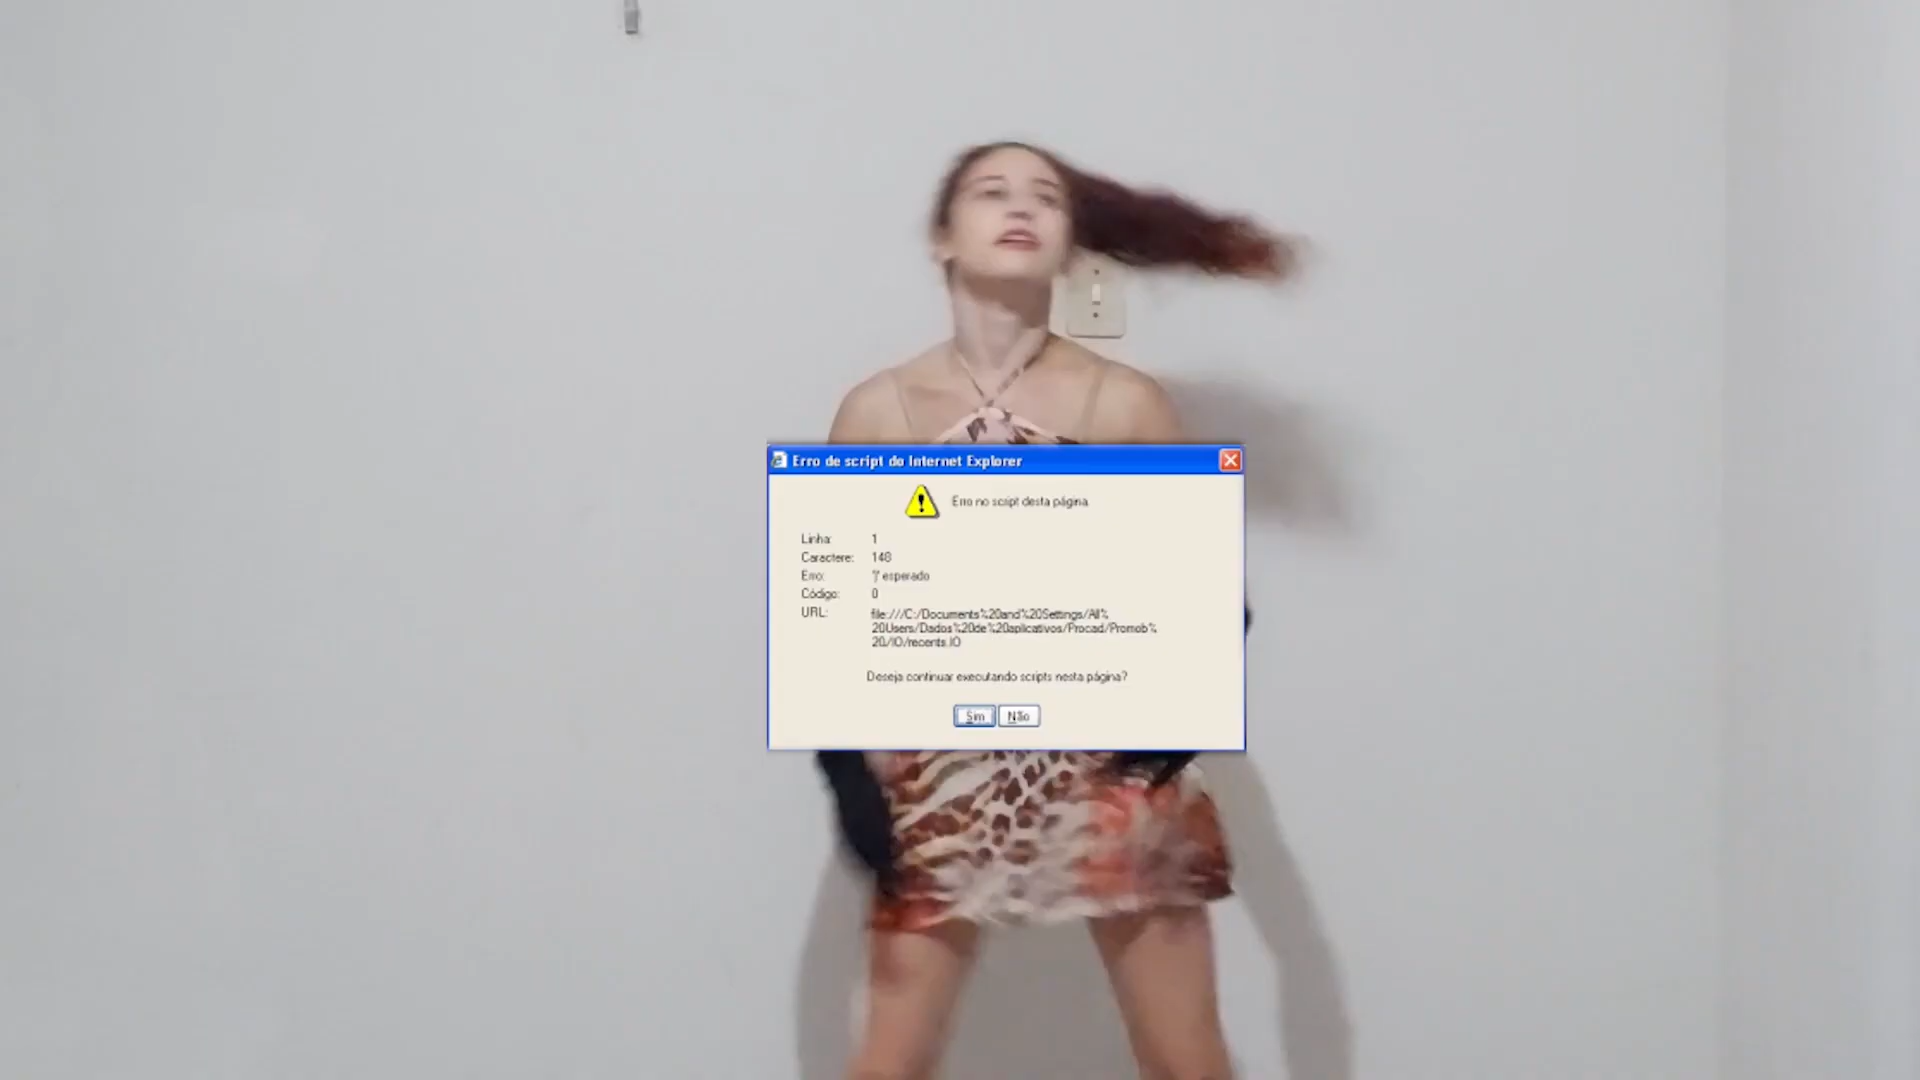 Erro de script do Internet Explorer
Erro no script desta página.
Linha: 1
Caractere: 148
Erro: '}' esperado
Código: 0
URL: file:///C:/Documents%20and%20Settings/All%
20Users/Dados%20de%20aplicativos/Procad/Promob%
20/IO/recents.IO
Deseja continuar executando scripts nesta página?
Sim Não